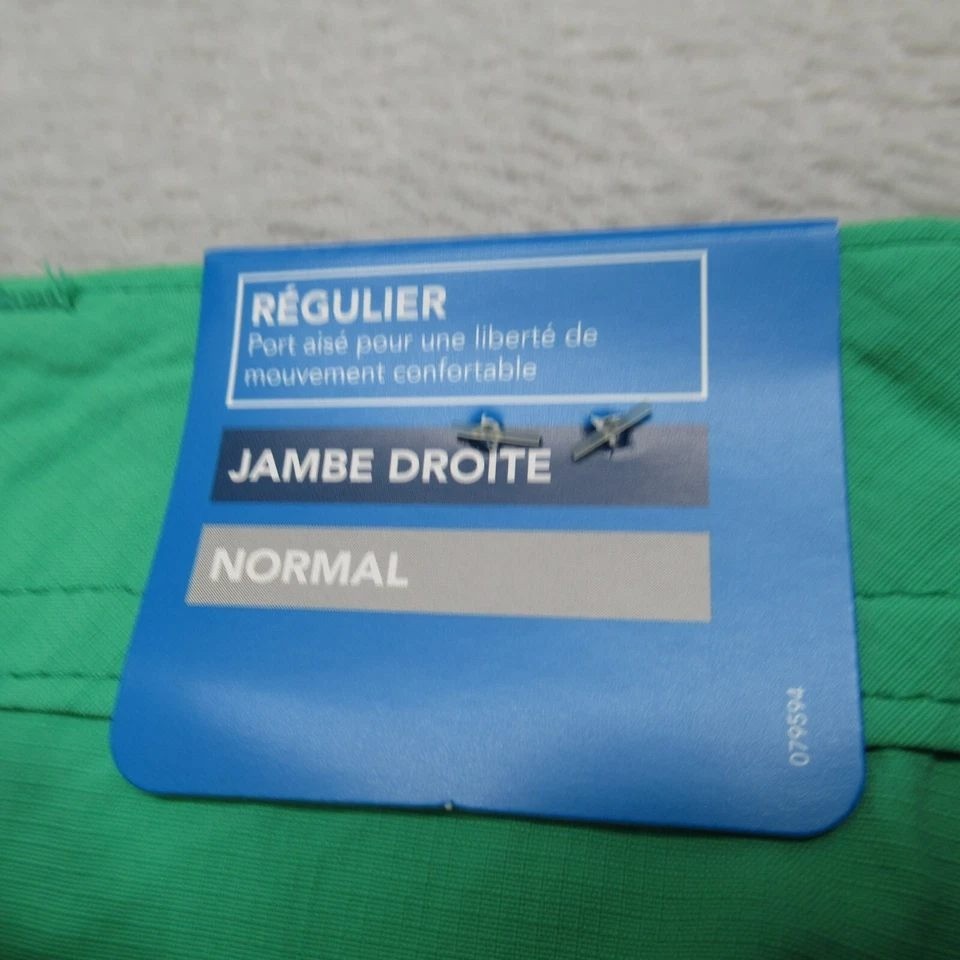 RÉGULIER
Port aisé pour une liberté de
mouvement confortable
JAMBE DROITE
NORMAL
079594